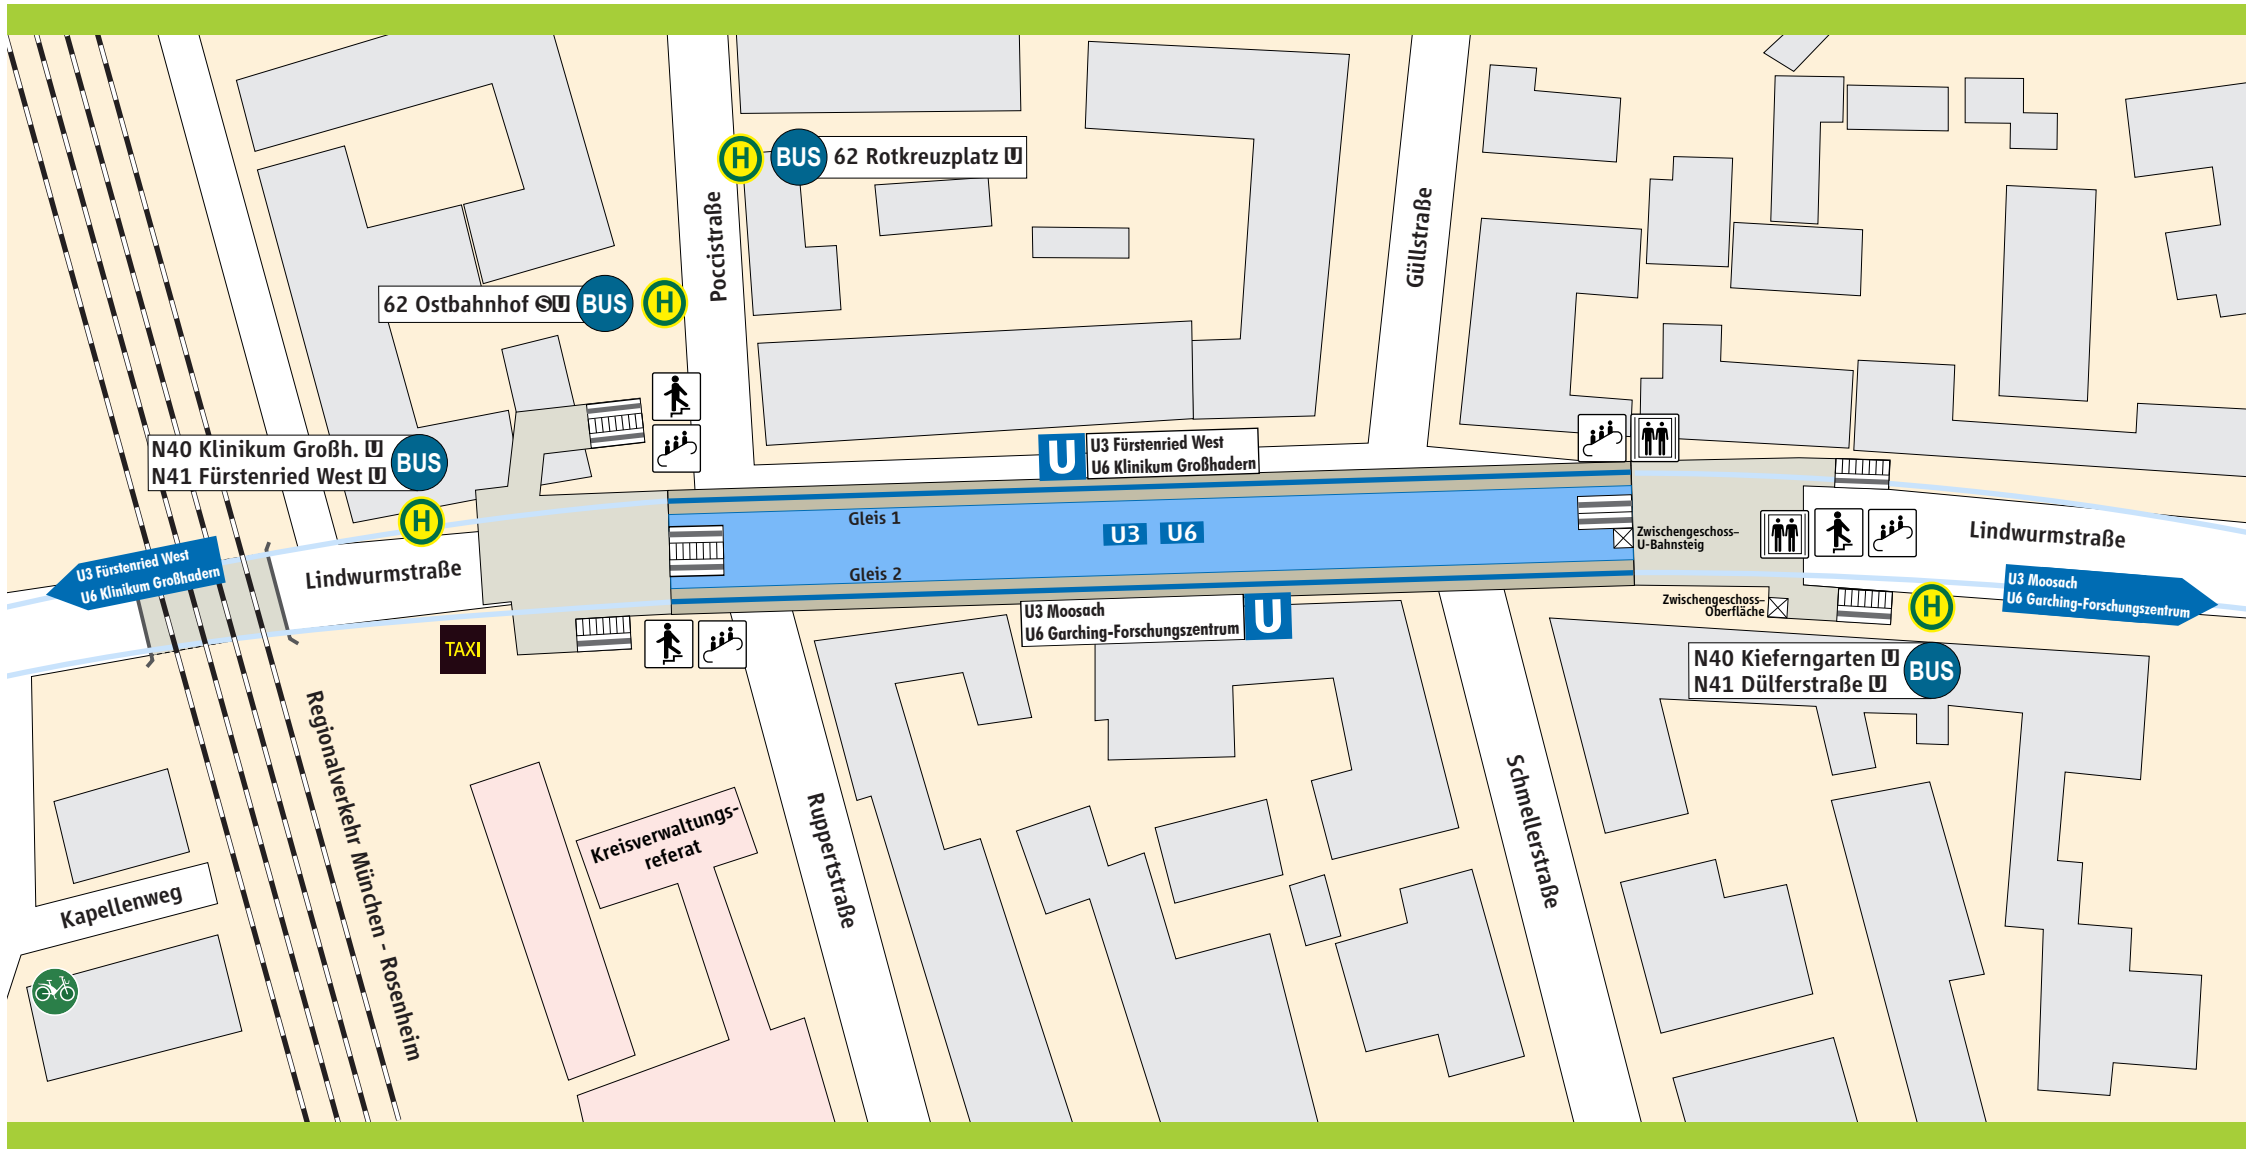 H BUS 62 Rotkreuzplatz U
Poccistraße
Güllstraße
62 Ostbahnhof S U BUS H
N40 Klinikum Großh. U
N41 Fürstenried West U
BUS
H
U
U3 Fürstenried West
U6 Klinikum Großhadern
Gleis 1
U3 U6
Gleis 2
Zwischengeschoss–
U-Bahnsteig
Lindwurmstraße
U3 Fürstenried West
U6 Klinikum Großhadern
Lindwurmstraße
U3 Moosach
U6 Garching-Forschungszentrum
U3 Moosach
U6 Garching-Forschungszentrum
U
Zwischengeschoss–
Oberfläche
H
TAXI
N40 Kieferngarten U
N41 Dülferstraße U
BUS
Regionalverkehr München - Rosenheim
Kreisverwaltungs-
referat
Ruppertstraße
Schmellerstraße
Kapellenweg